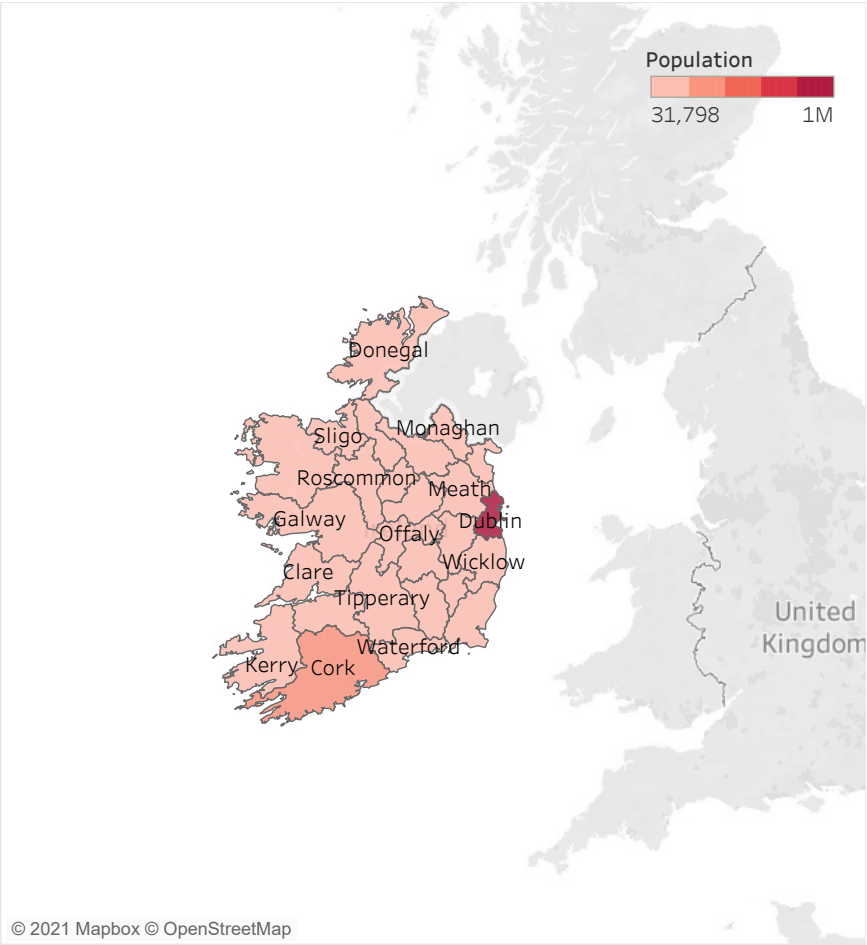 Population
31,798 1M
Donegal
Monaghan
Sligo
Roscommon
Meath
Galway
Dublin
Offaly
Wicklow
Clare
Tipperary
United
Kingdom
Waterford
Kerry
Cork
© 2021 Mapbox © OpenStreetMap